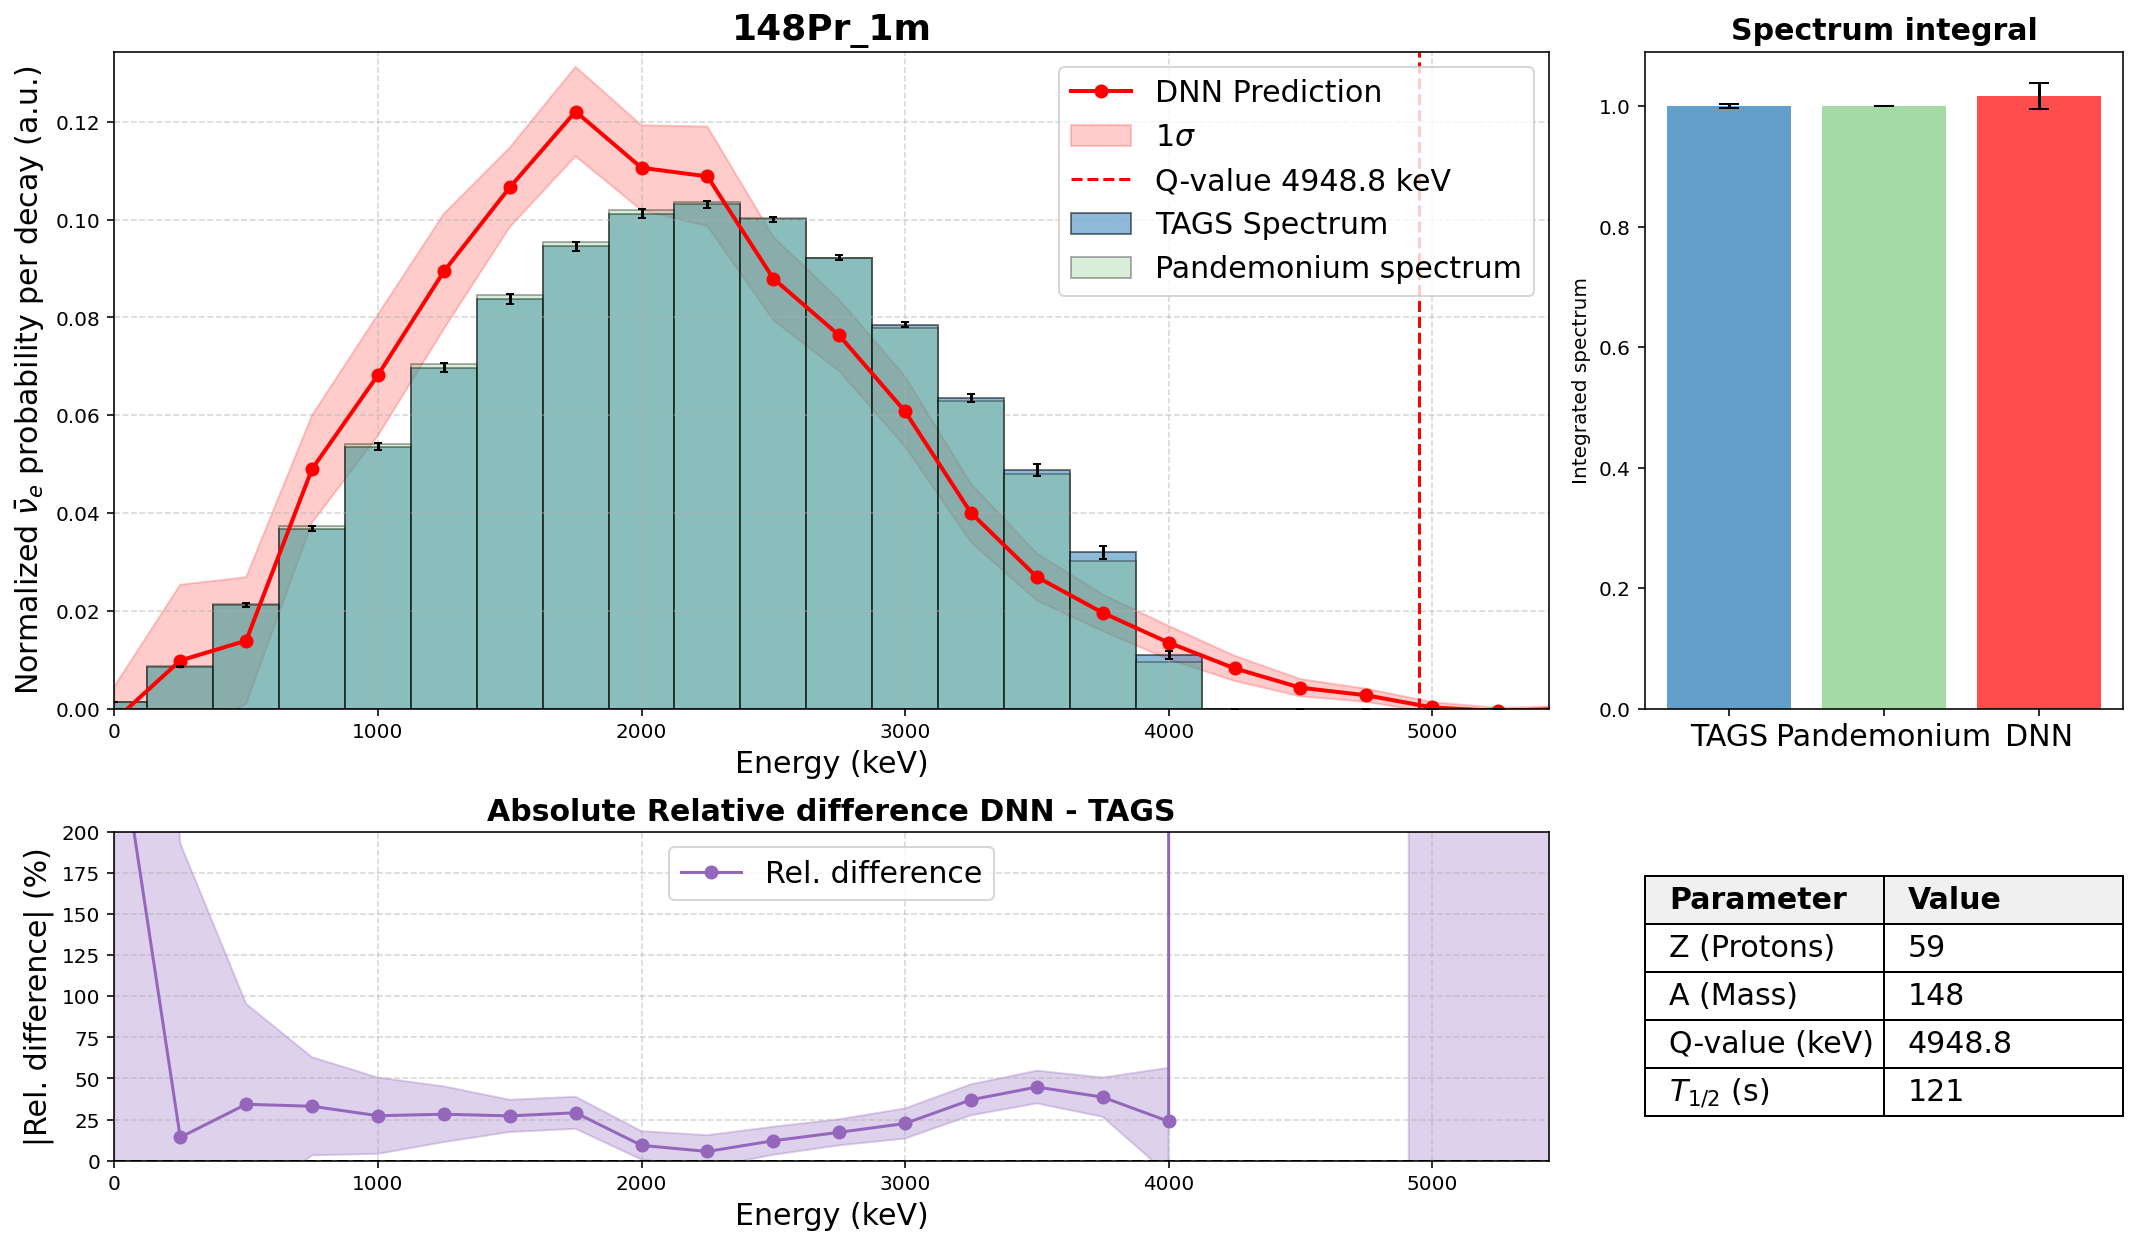 148Pr_1m
Normalized ν̄e probability per decay (a.u.)
0.12
0.10
0.08
0.06
0.04
0.02
0.00
0 1000 2000 3000 4000 5000
Energy (keV)
DNN Prediction
1σ
Q-value 4948.8 keV
TAGS Spectrum
Pandemonium spectrum
Spectrum integral
Integrated spectrum
1.0
0.8
0.6
0.4
0.2
0.0
TAGS Pandemonium DNN
Absolute Relative difference DNN - TAGS
|Rel. difference| (%)
200
175
150
125
100
75
50
25
0
0 1000 2000 3000 4000 5000
Energy (keV)
Rel. difference
Parameter Value
Z (Protons) 59
A (Mass) 148
Q-value (keV) 4948.8
T1/2 (s) 121